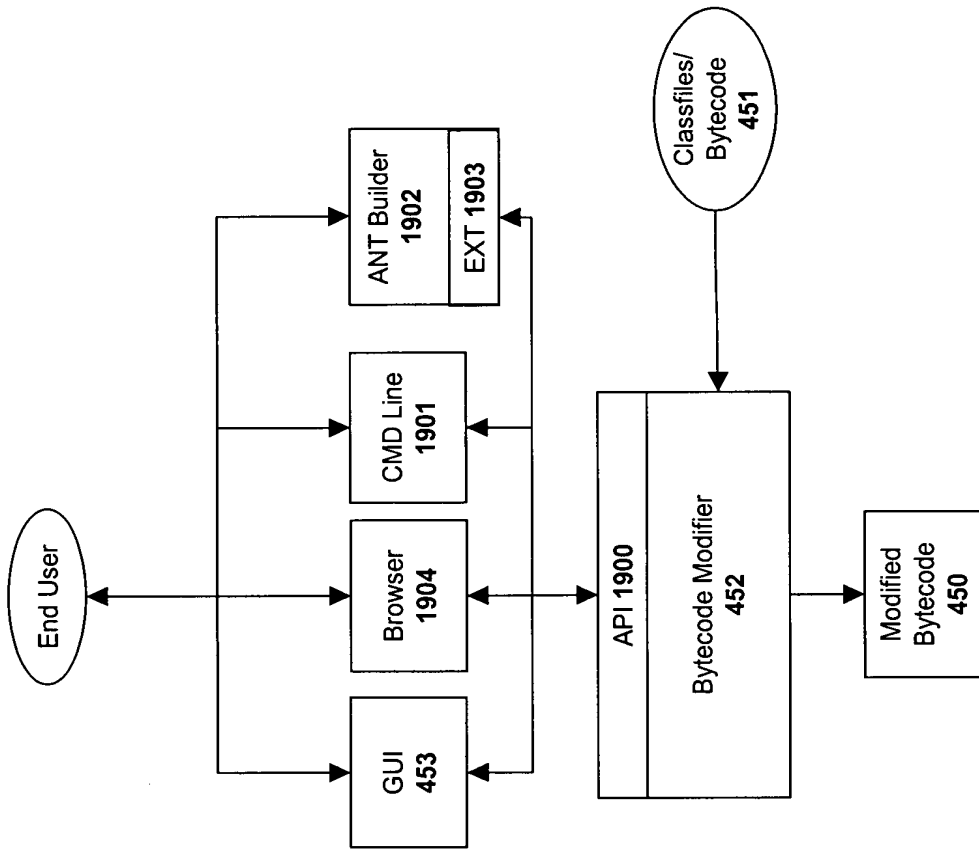 End User
GUI
453
Browser
1904
CMD Line
1901
ANT Builder
1902
EXT 1903
API 1900
Bytecode Modifier
452
Classfiles/
Bytecode
451
Modified
Bytecode
450